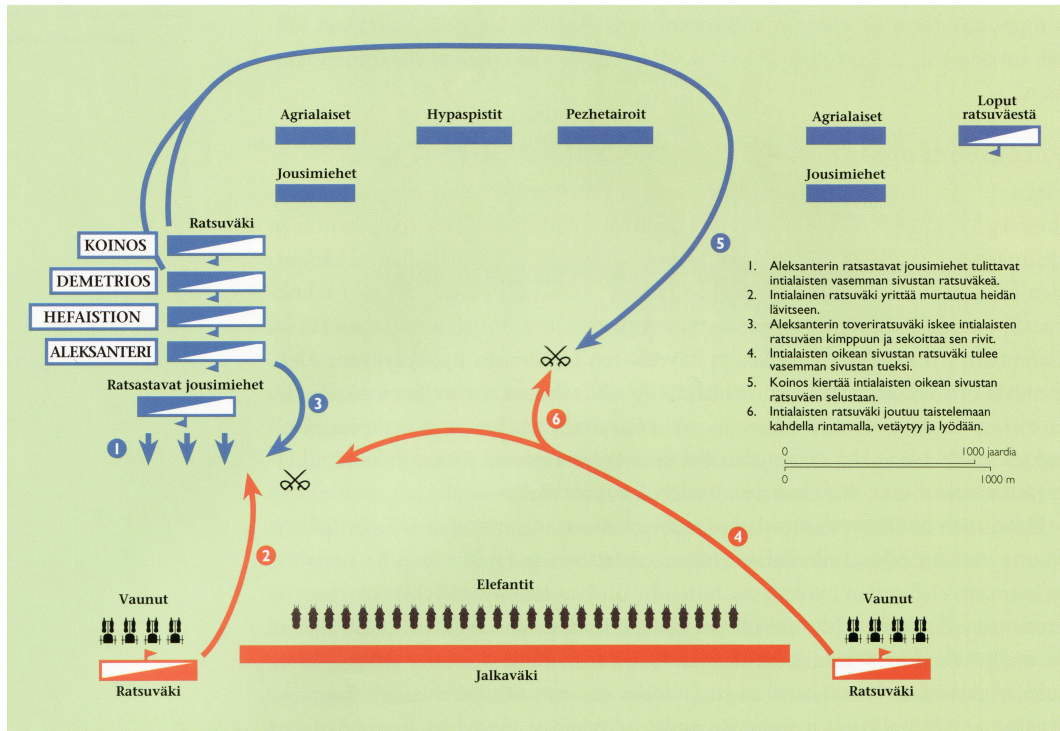 Agrialaiset
Hypaspistit
Pezhetairoit
Agrialaiset
Loput
ratsuväestä
Jousimiehet
Jousimiehet
Ratsuväki
KOINOS
DEMETRIOS
HEFAISTION
ALEKSANTERI
Ratsastavat jousimiehet
1
2
3
4
5
6
1. Aleksanterin ratsastavat jousimiehet tulittavat
intialaisten vasemman sivustan ratsuväkeä.
2. Intialainen ratsuväki yrittää murtautua heidän
lävitseen.
3. Aleksanterin toveriratsuväki iskee intialaisten
ratsuväen kimppuun ja sekoittaa sen rivit.
4. Intialaisten oikean sivustan ratsuväki tulee
vasemman sivustan tueksi.
5. Koinos kiertää intialaisten oikean sivustan
ratsuväen selustaan.
6. Intialaisten ratsuväki joutuu taistelemaan
kahdella rintamalla, vetäytyy ja lyödään.
0 1000 jaardia
0 1000 m
Elefantit
Vaunut
Vaunut
Jalkaväki
Ratsuväki
Ratsuväki